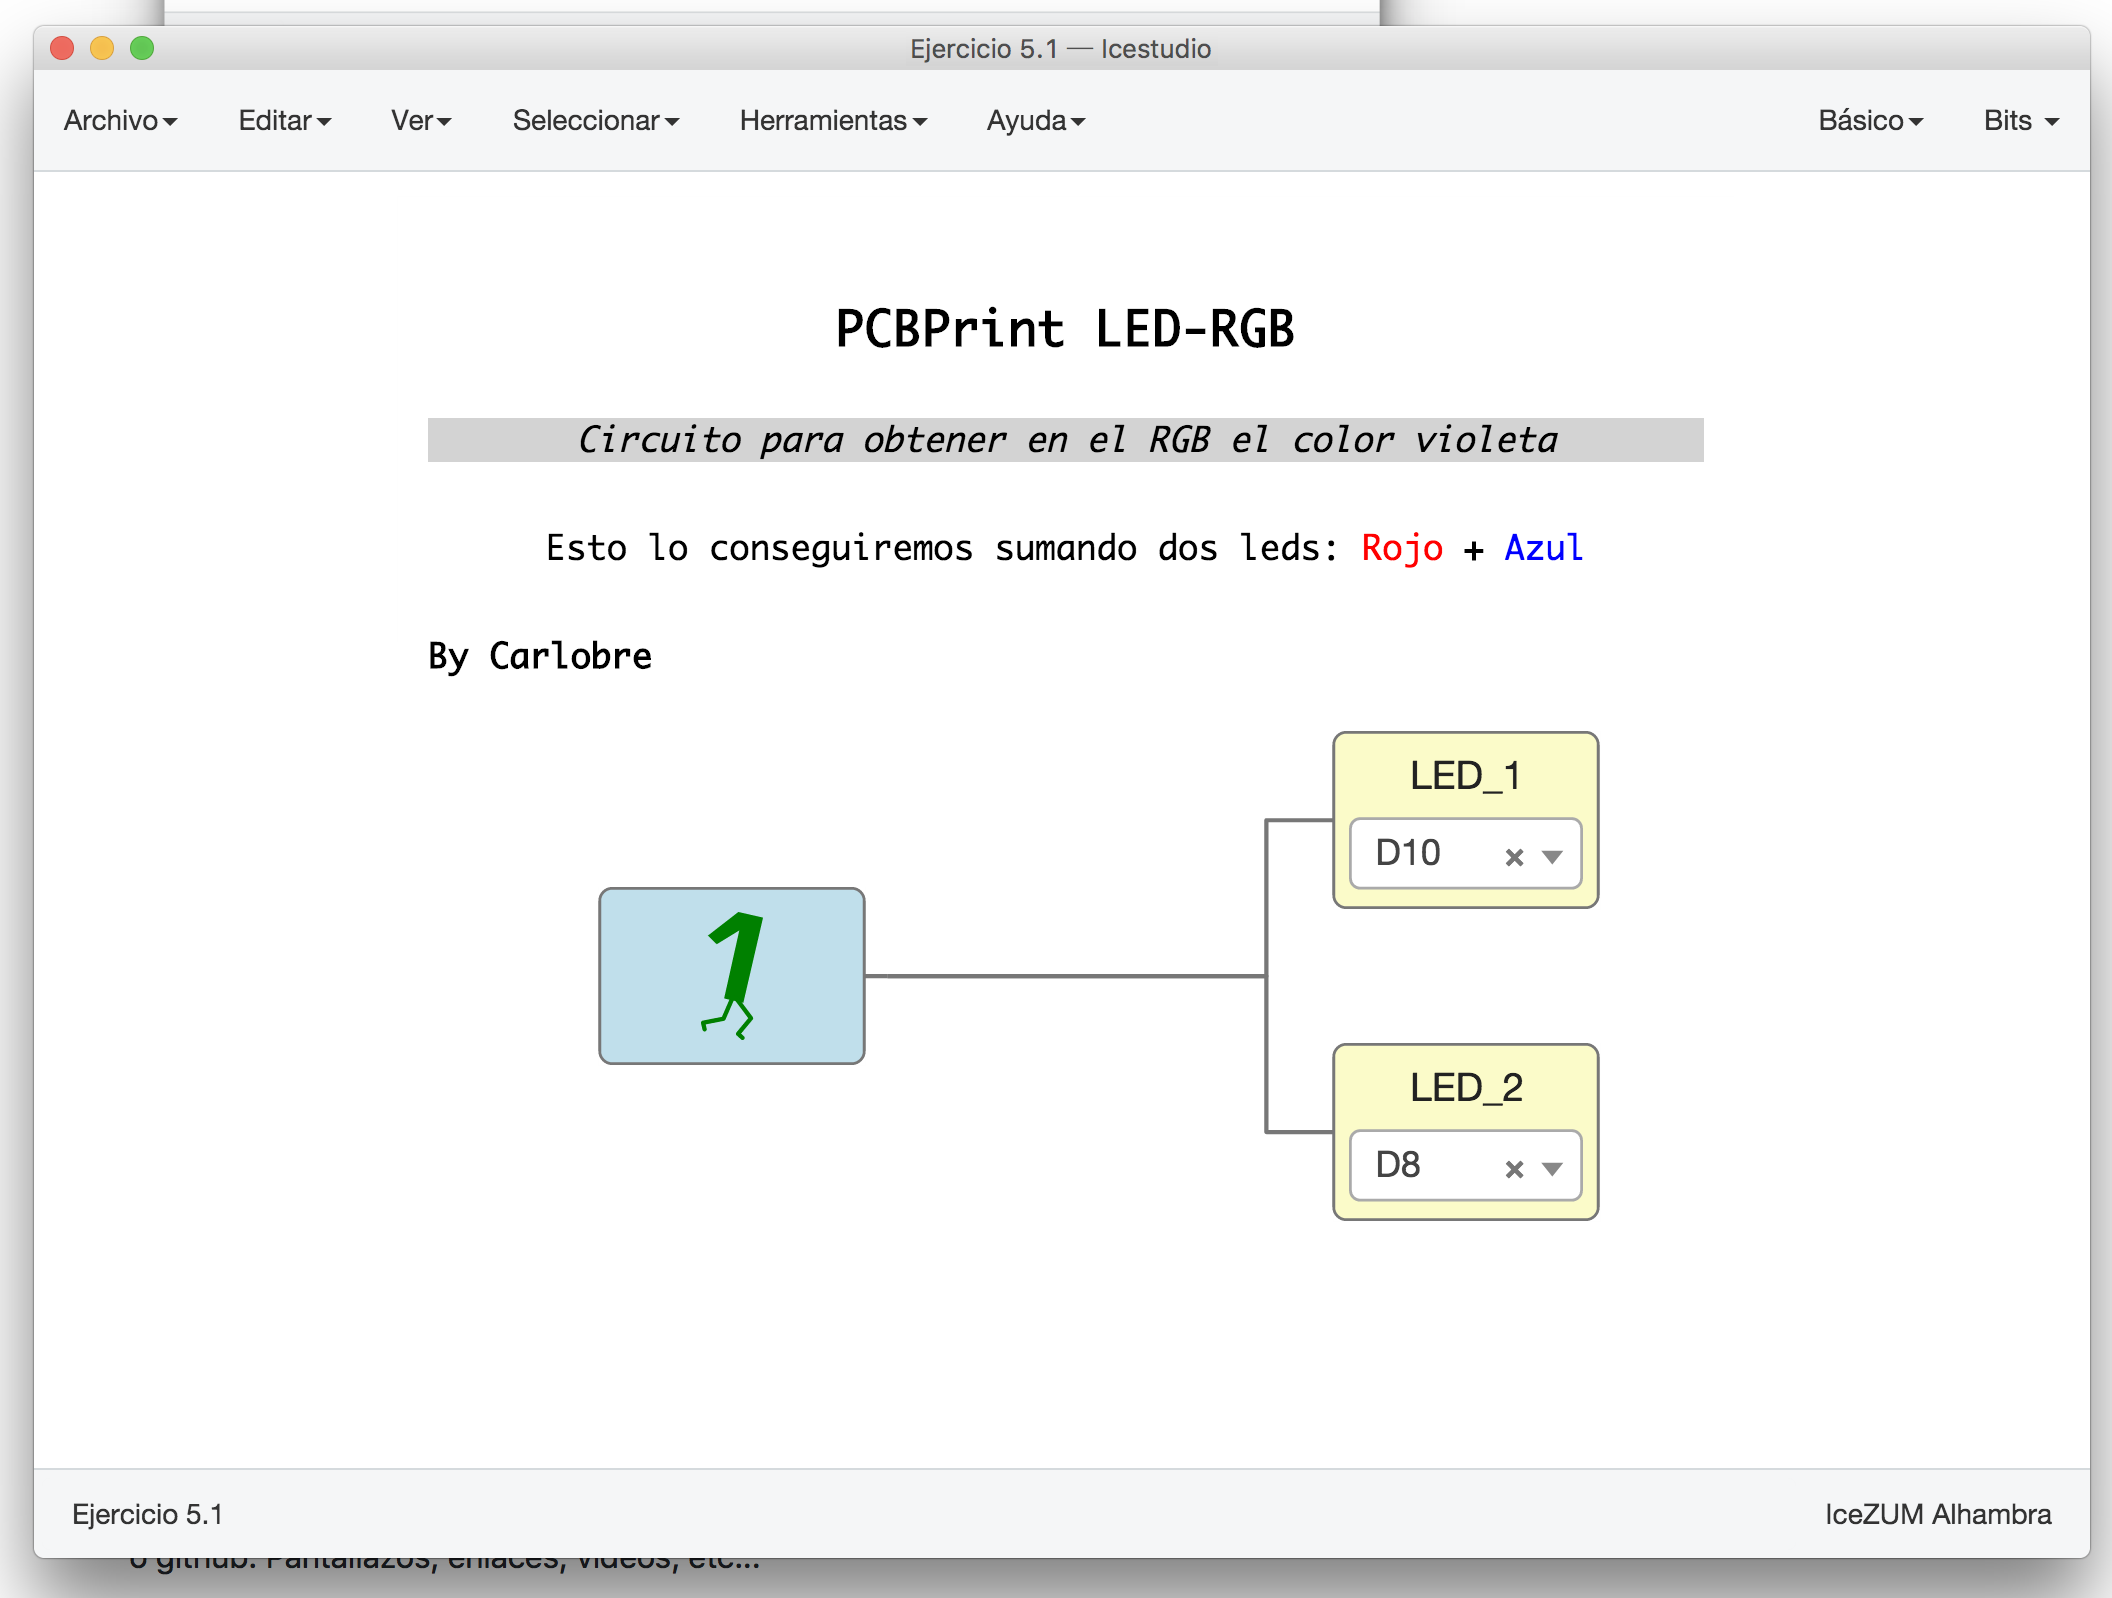 Ejercicio 5.1 — Icestudio
Archivo Editar Ver Seleccionar Herramientas Ayuda Básico Bits
PCBPrint LED-RGB
Circuito para obtener en el RGB el color violeta
Esto lo conseguiremos sumando dos leds: Rojo + Azul
By Carlobre
LED_1
D10
1
LED_2
D8
Ejercicio 5.1 IceZUM Alhambra
o github. Pantallazos, enlaces, videos, etc...